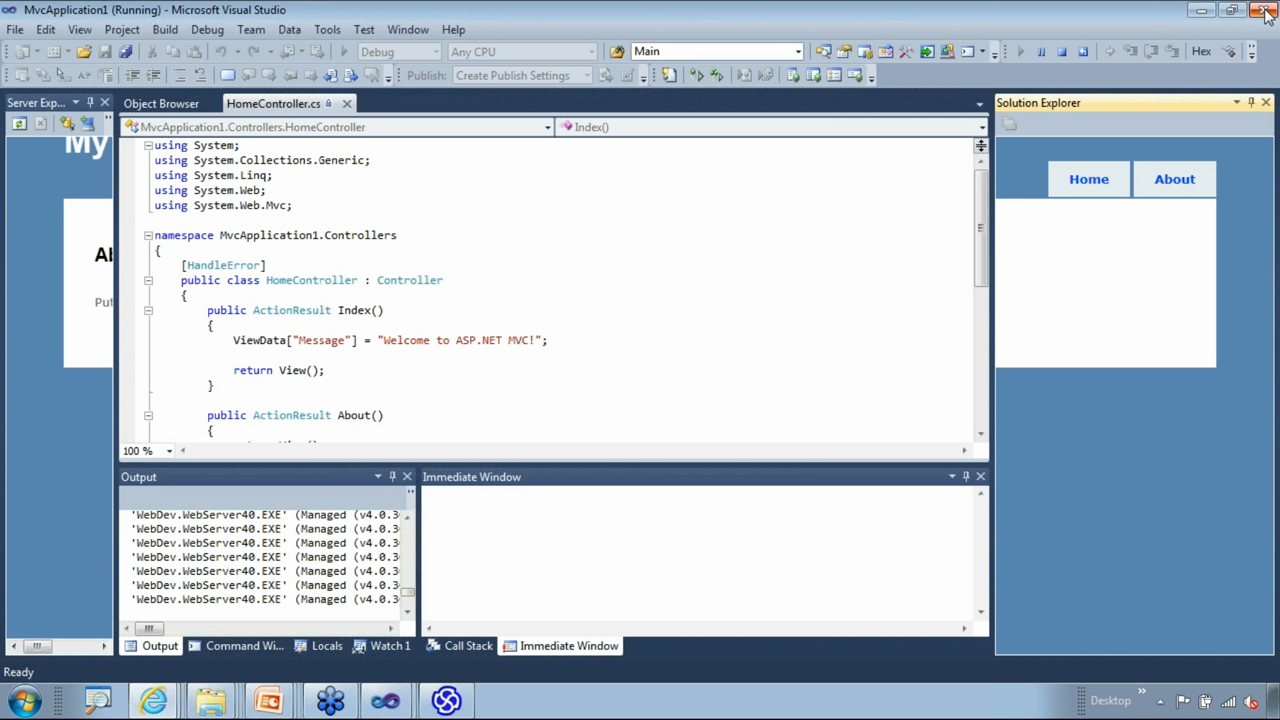 MvcApplication1 (Running) - Microsoft Visual Studio
File Edit View Project Build Debug Team Data Tools Test Window Help
Debug Any CPU Main Hex
Publish: Create Publish Settings
Server Exp...
Object Browser HomeController.cs
Solution Explorer
MvcApplication1.Controllers.HomeController Index()
My
Home About
using System;
using System.Collections.Generic;
using System.Linq;
using System.Web;
using System.Web.Mvc;
namespace MvcApplication1.Controllers
{
[HandleError]
public class HomeController : Controller
{
public ActionResult Index()
{
ViewData["Message"] = "Welcome to ASP.NET MVC!";
return View();
}
public ActionResult About()
{
Ab
Put
100 %
Output
Immediate Window
'WebDev.WebServer40.EXE' (Managed (v4.0.3
'WebDev.WebServer40.EXE' (Managed (v4.0.3
'WebDev.WebServer40.EXE' (Managed (v4.0.3
'WebDev.WebServer40.EXE' (Managed (v4.0.3
'WebDev.WebServer40.EXE' (Managed (v4.0.3
'WebDev.WebServer40.EXE' (Managed (v4.0.3
'WebDev.WebServer40.EXE' (Managed (v4.0.3
Output Command Wi... Locals Watch 1 Call Stack Immediate Window
Ready
Desktop